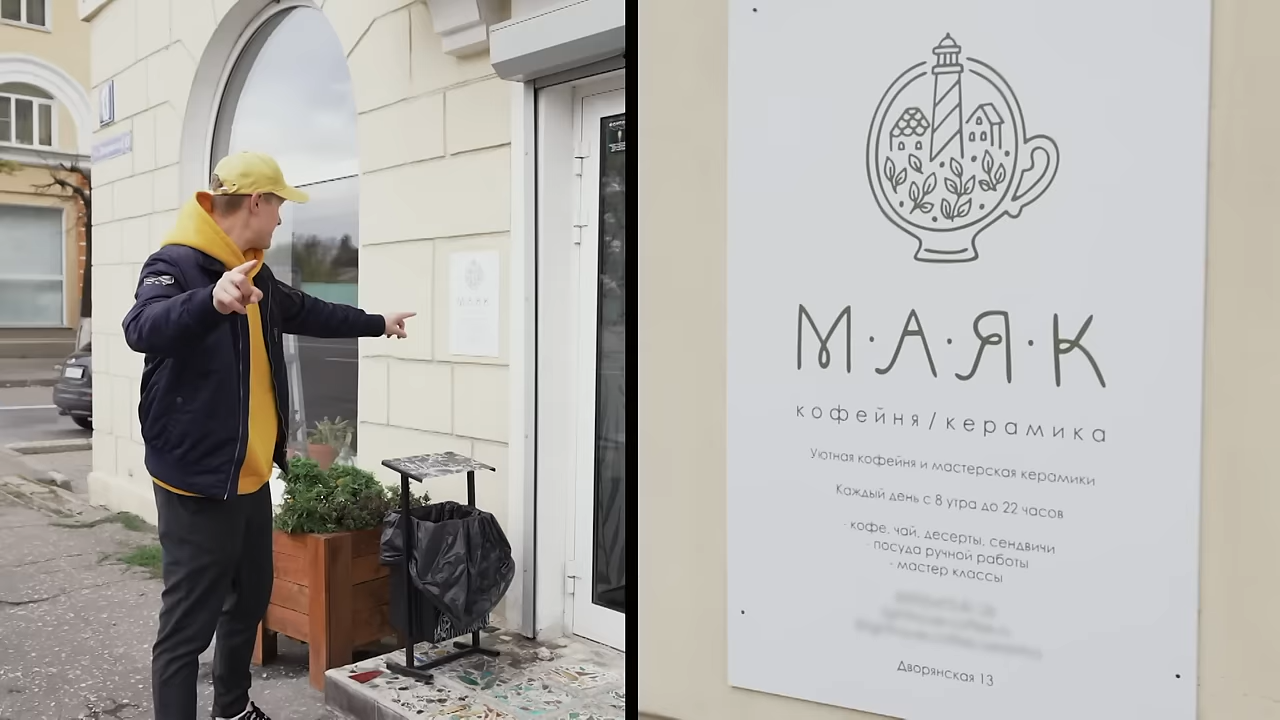 М·А·Я·К
кофейня/керамика
Уютная кофейня и мастерская керамики
Каждый день с 8 утра до 22 часов
- кофе, чай, десерты, сендвичи
- посуда ручной работы
- мастер классы
Дворянская 13